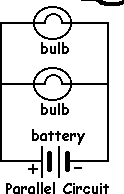 bulb
bulb
battery
+ -
Parallel Circuit